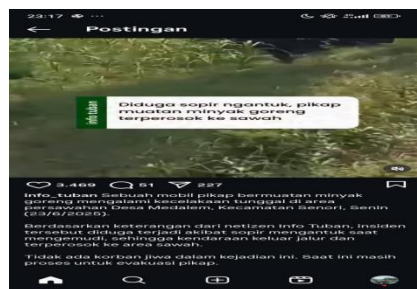 23:17
Postingan
info tuban
Diduga sopir ngantuk, pikap
muatan minyak goreng
terperosok ke sawah
3.469 51 227
info_tuban Sebuah mobil pikap bermuatan minyak
goreng mengalami kecelakaan tunggal di area
persawahan Desa Medalem, Kecamatan Senori, Senin
(23/6/2025).
Berdasarkan keterangan dari netizen Info Tuban, insiden
tersebut diduga terjadi akibat sopir mengantuk saat
mengemudi, sehingga kendaraan keluar jalur dan
terperosok ke area sawah.
Tidak ada korban jiwa dalam kejadian ini. Saat ini masih
proses untuk evakuasi pikap.